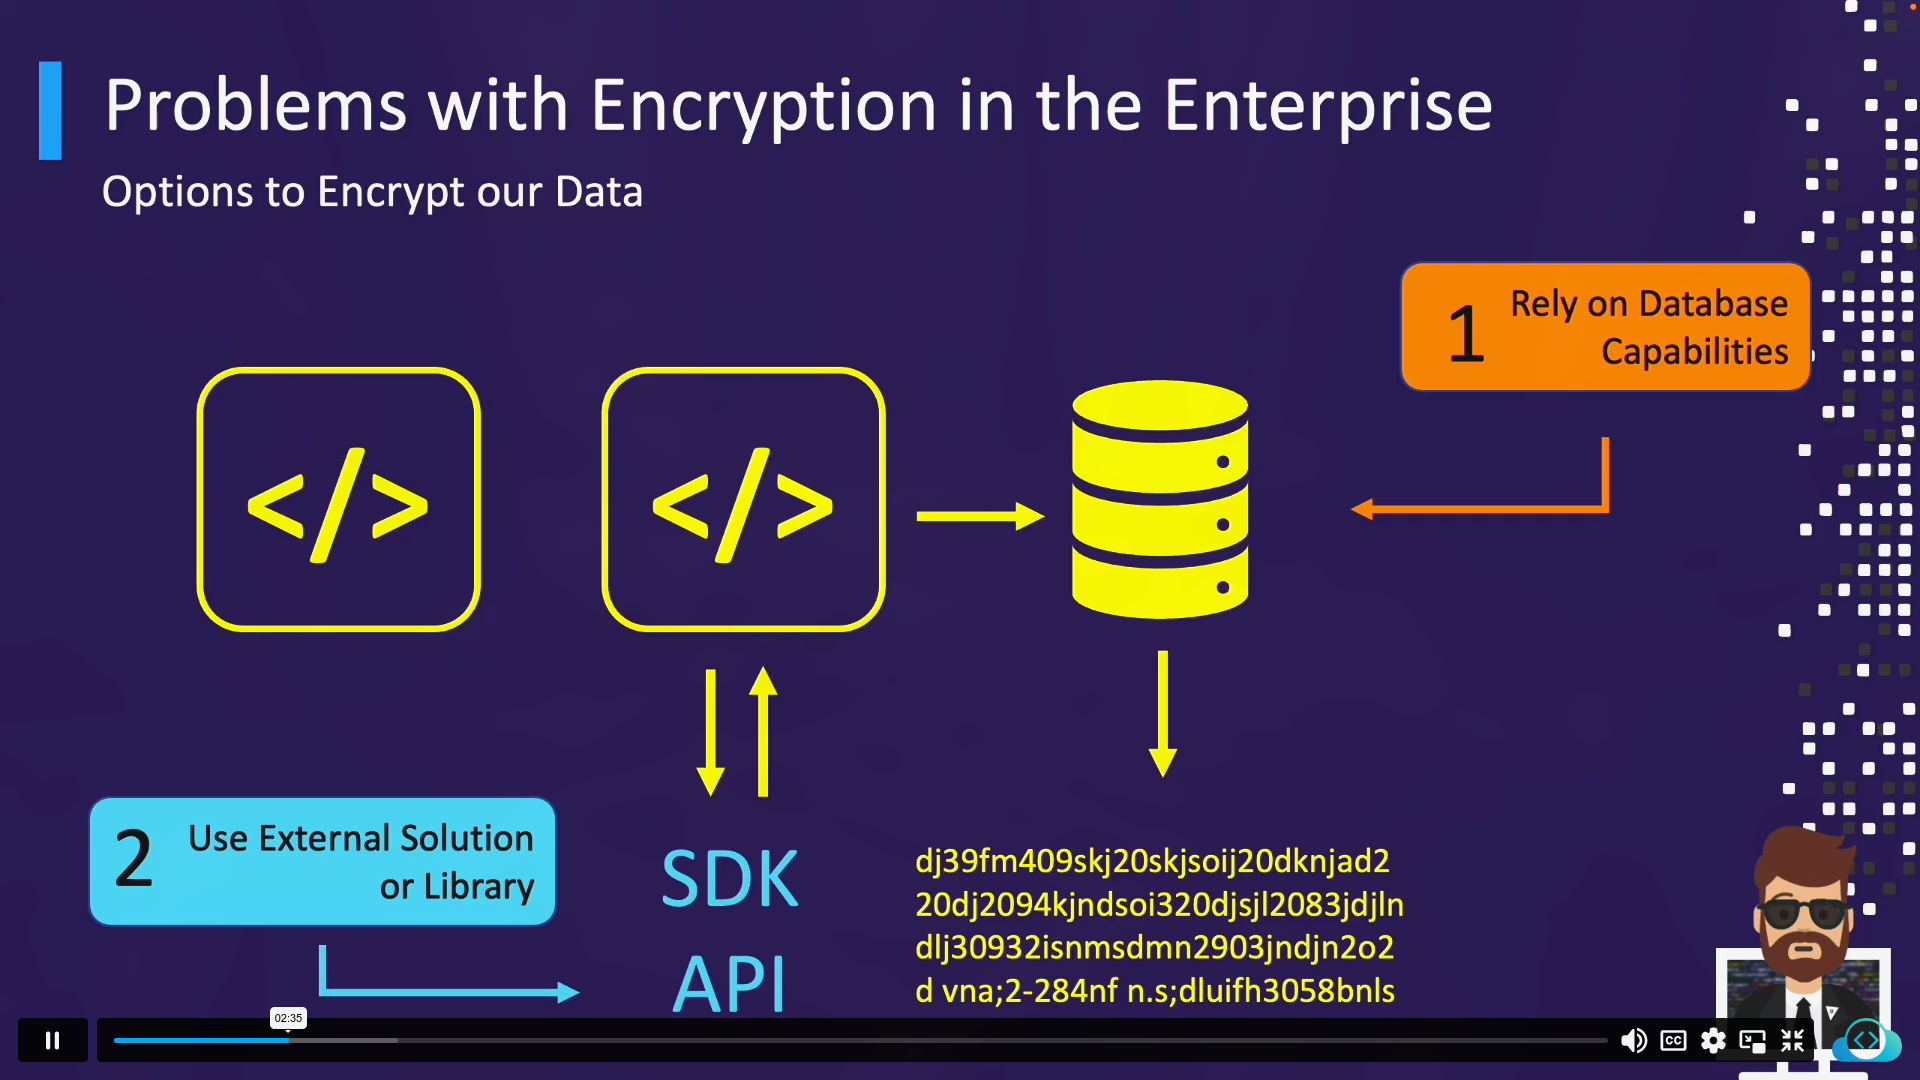 Problems with Encryption in the Enterprise
Options to Encrypt our Data
1
Rely on Database
Capabilities
</>
</>
2
Use External Solution
or Library
SDK
API
dj39fm409skj20skjsoij20dknjad2
20dj2094kjndsoi320djsjl2083jdjln
dlj30932isnmsdmn2903jndjn2o2
d vna;2-284nf n.s;dluifh3058bnls
02:35
CC